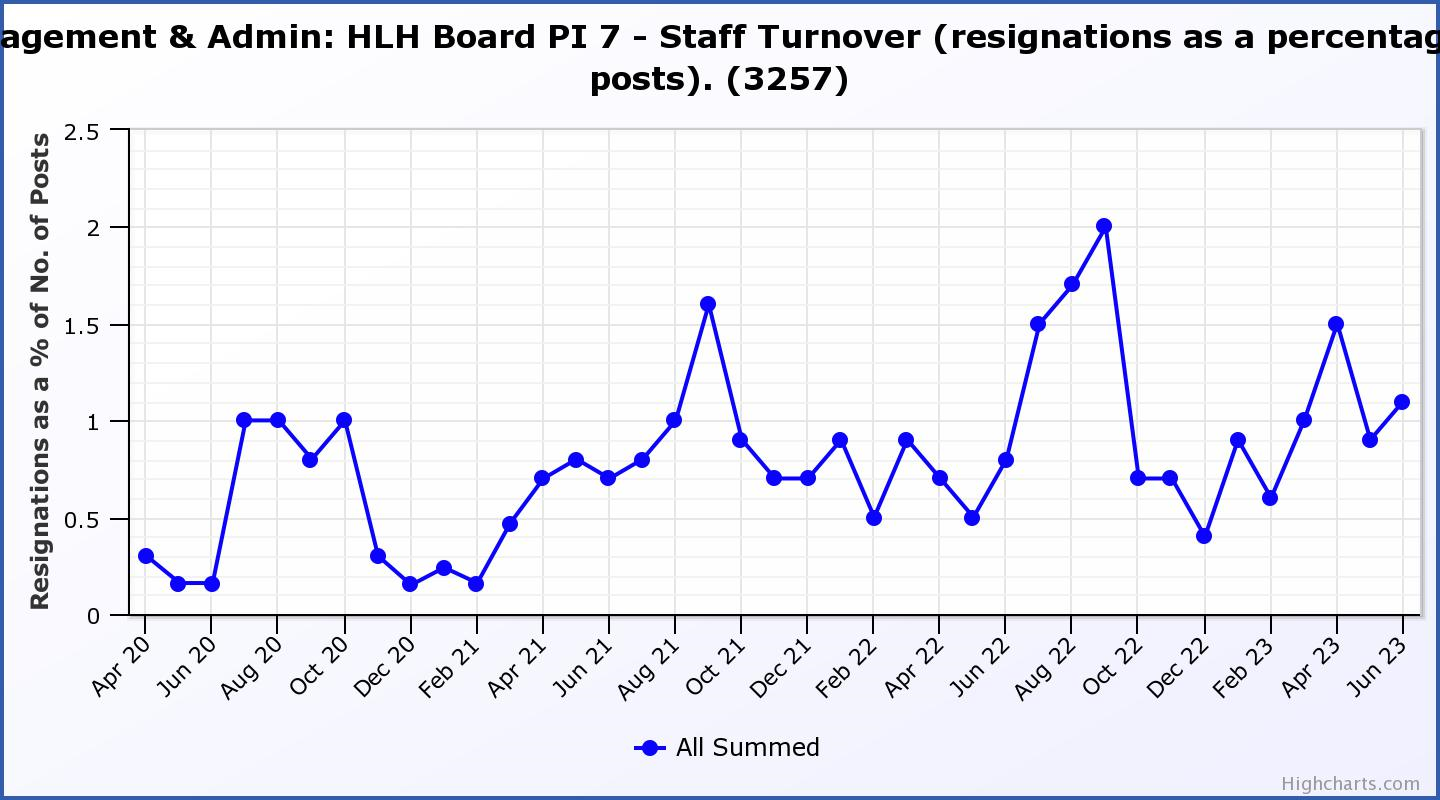 agement & Admin: HLH Board PI 7 - Staff Turnover (resignations as a percentag
posts). (3257)
Resignations as a % of No. of Posts
2.5
2
1.5
1
0.5
0
Apr 20
Jun 20
Aug 20
Oct 20
Dec 20
Feb 21
Apr 21
Jun 21
Aug 21
Oct 21
Dec 21
Feb 22
Apr 22
Jun 22
Aug 22
Oct 22
Dec 22
Feb 23
Apr 23
Jun 23
All Summed
Highcharts.com